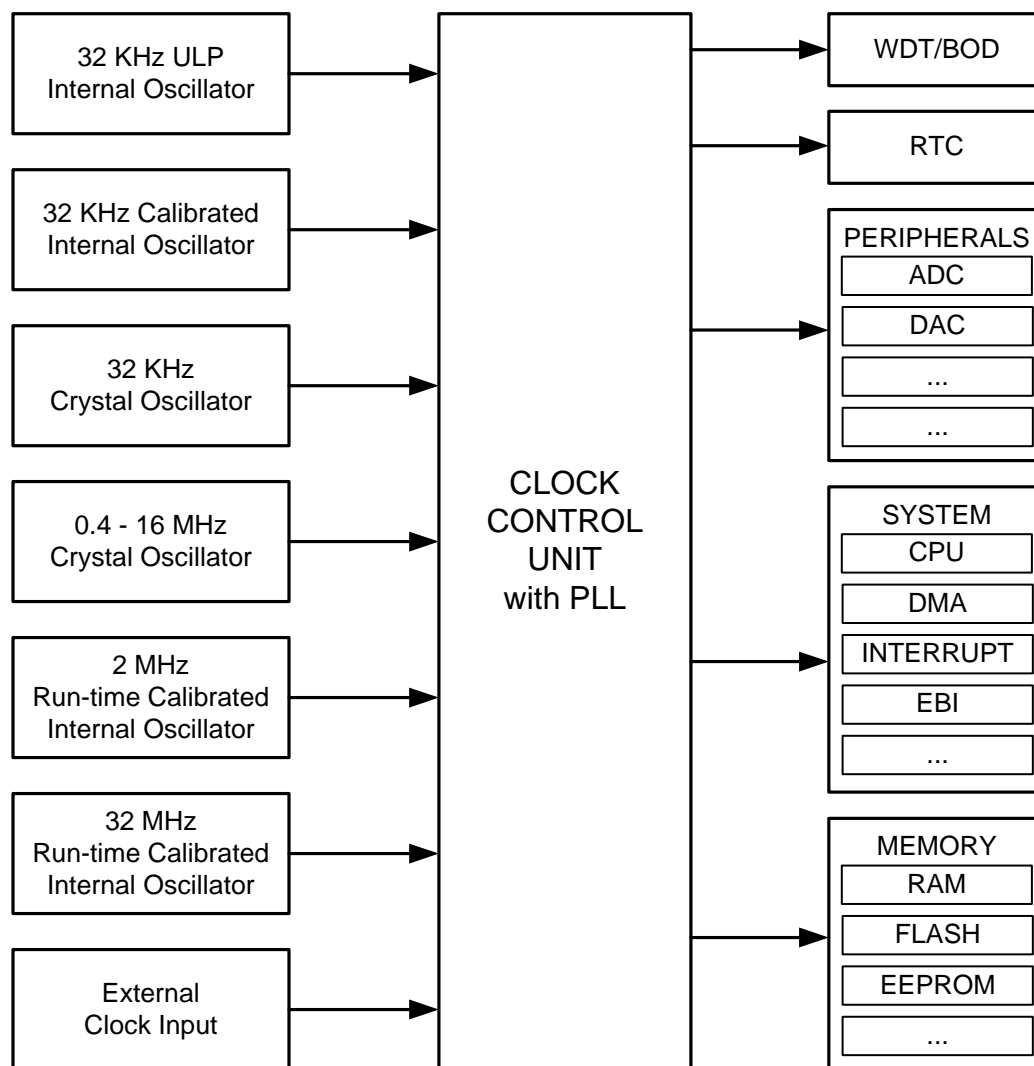 32 KHz ULP
Internal Oscillator
32 KHz Calibrated
Internal Oscillator
32 KHz
Crystal Oscillator
0.4 - 16 MHz
Crystal Oscillator
2 MHz
Run-time Calibrated
Internal Oscillator
32 MHz
Run-time Calibrated
Internal Oscillator
External
Clock Input
CLOCK
CONTROL
UNIT
with PLL
WDT/BOD
RTC
PERIPHERALS
ADC
DAC
...
...
SYSTEM
CPU
DMA
INTERRUPT
EBI
...
MEMORY
RAM
FLASH
EEPROM
...